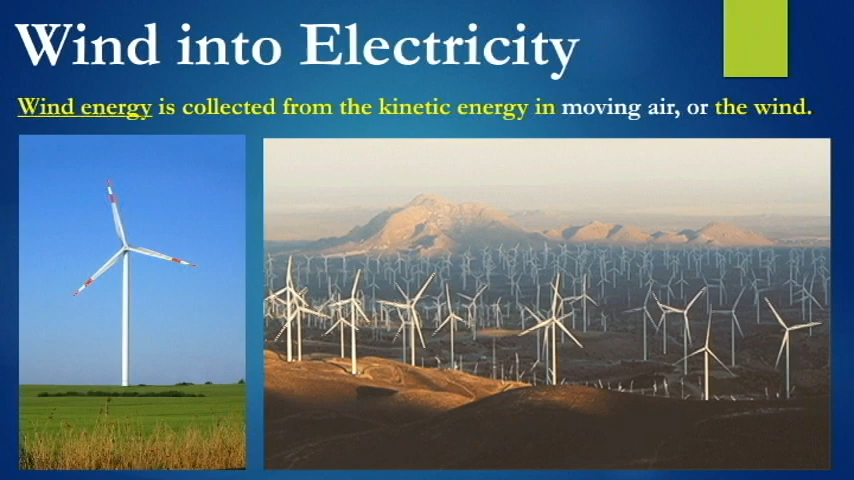 Wind into Electricity
Wind energy is collected from the kinetic energy in moving air, or the wind.